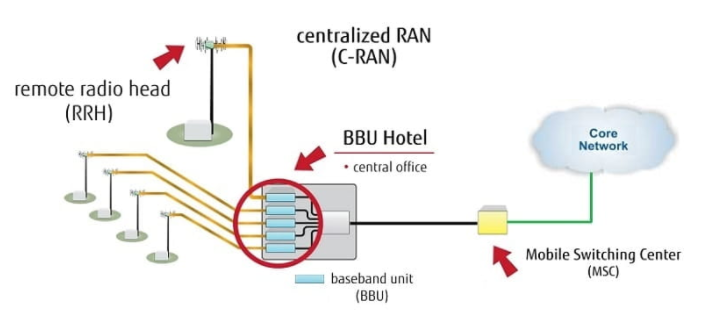 centralized RAN
(C-RAN)
remote radio head
(RRH)
BBU Hotel
• central office
Core
Network
Mobile Switching Center
(MSC)
baseband unit
(BBU)